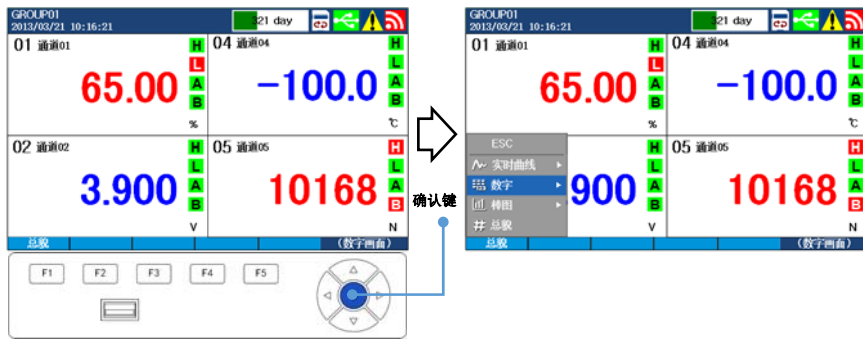 GROUP01
2013/03/21 10:16:21
321 day
01 通道01
H
L
A
B
65.00
%
04 通道04
H
L
A
B
-100.0
℃
02 通道02
H
L
A
B
3.900
V
05 通道05
H
L
A
B
10168
N
总貌
(数字画面)
F1
F2
F3
F4
F5
确认键
GROUP01
2013/03/21 10:16:21
321 day
01 通道01
H
L
A
B
65.00
%
04 通道04
H
L
A
B
-100.0
℃
ESC
实时曲线
数字
棒图
总貌
H
L
A
B
900
V
05 通道05
H
L
A
B
10168
N
总貌
(数字画面)